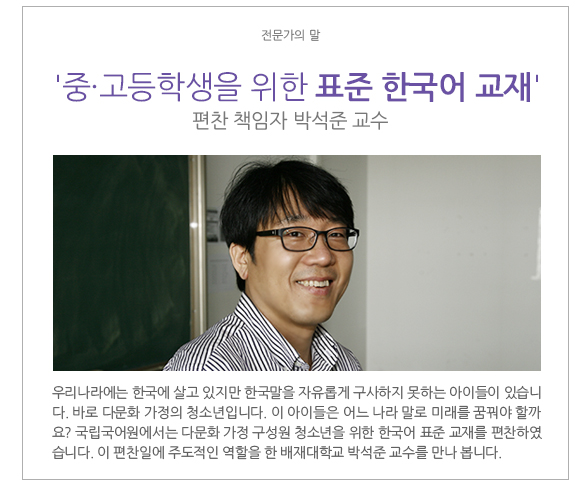 전문가의 말
'중·고등학생을 위한 표준 한국어 교재'
편찬 책임자 박석준 교수
우리나라에는 한국에 살고 있지만 한국말을 자유롭게 구사하지 못하는 아이들이 있습니
다. 바로 다문화 가정의 청소년입니다. 이 아이들은 어느 나라 말로 미래를 꿈꿔야 할까
요? 국립국어원에서는 다문화 가정 구성원 청소년을 위한 한국어 표준 교재를 편찬하였
습니다. 이 편찬일에 주도적인 역할을 한 배재대학교 박석준 교수를 만나 봅니다.